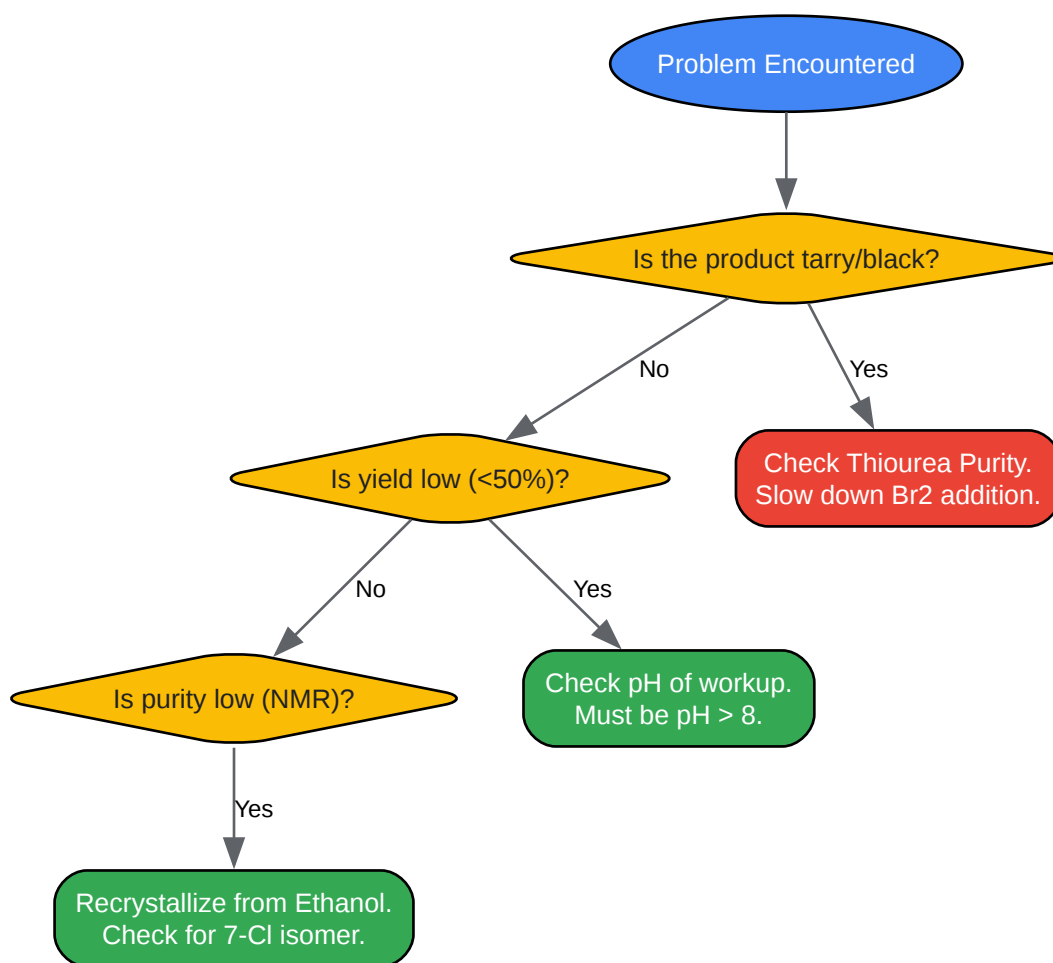 Problem Encountered
Is the product tarry/black?
No
Yes
Is yield low (<50%)?
Check Thiourea Purity.
Slow down Br2 addition.
No
Yes
Is purity low (NMR)?
Check pH of workup.
Must be pH > 8.
Yes
Recrystallize from Ethanol.
Check for 7-Cl isomer.